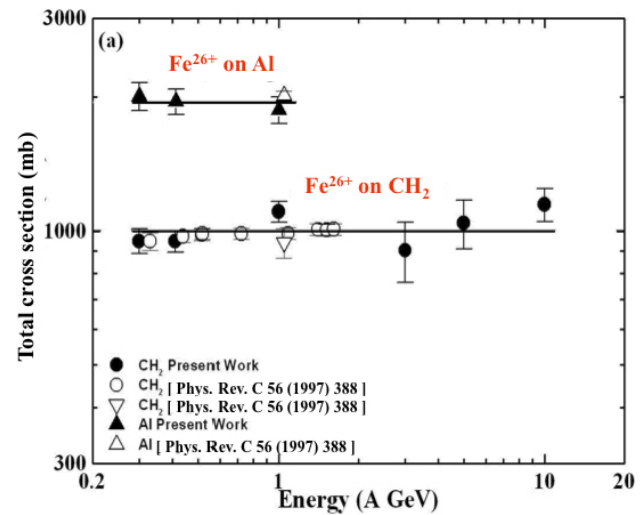 3000
(a)
Fe²⁶⁺ on Al
Fe²⁶⁺ on CH₂
1000
Total cross section (mb)
CH₂ Present Work
CH₂ [ Phys. Rev. C 56 (1997) 388 ]
CH₂ [ Phys. Rev. C 56 (1997) 388 ]
Al Present Work
Al [ Phys. Rev. C 56 (1997) 388 ]
300
0.2 1 10 20
Energy (A GeV)